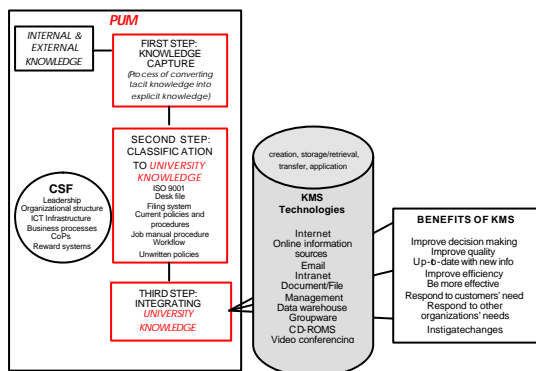 PUM
INTERNAL &
EXTERNAL
KNOWLEDGE
FIRST STEP:
KNOWLEDGE
CAPTURE
(Process of converting
tacit knowledge into
explicit knowledge)
SECOND STEP:
CLASSIFICATION
TO UNIVERSITY
KNOWLEDGE
ISO 9001
Desk file
Filing system
Current policies and
procedures
Job manual procedure
Workflow
Unwritten policies
CSF
Leadership
Organizational structure
ICT Infrastructure
Business processes
CoPs
Reward systems
THIRD STEP:
INTEGRATING
UNIVERSITY
KNOWLEDGE
creation, storage/retrieval,
transfer, application
KMS
Technologies
Internet
Online information
sources
Email
Intranet
Document/File
Management
Data warehouse
Groupware
CD-ROMS
Video conferencing
BENEFITS OF KMS
Improve decision making
Improve quality
Up-to-date with new info
Improve efficiency
Be more effective
Respond to customers' need
Respond to other
organizations' needs
Instigatechanges